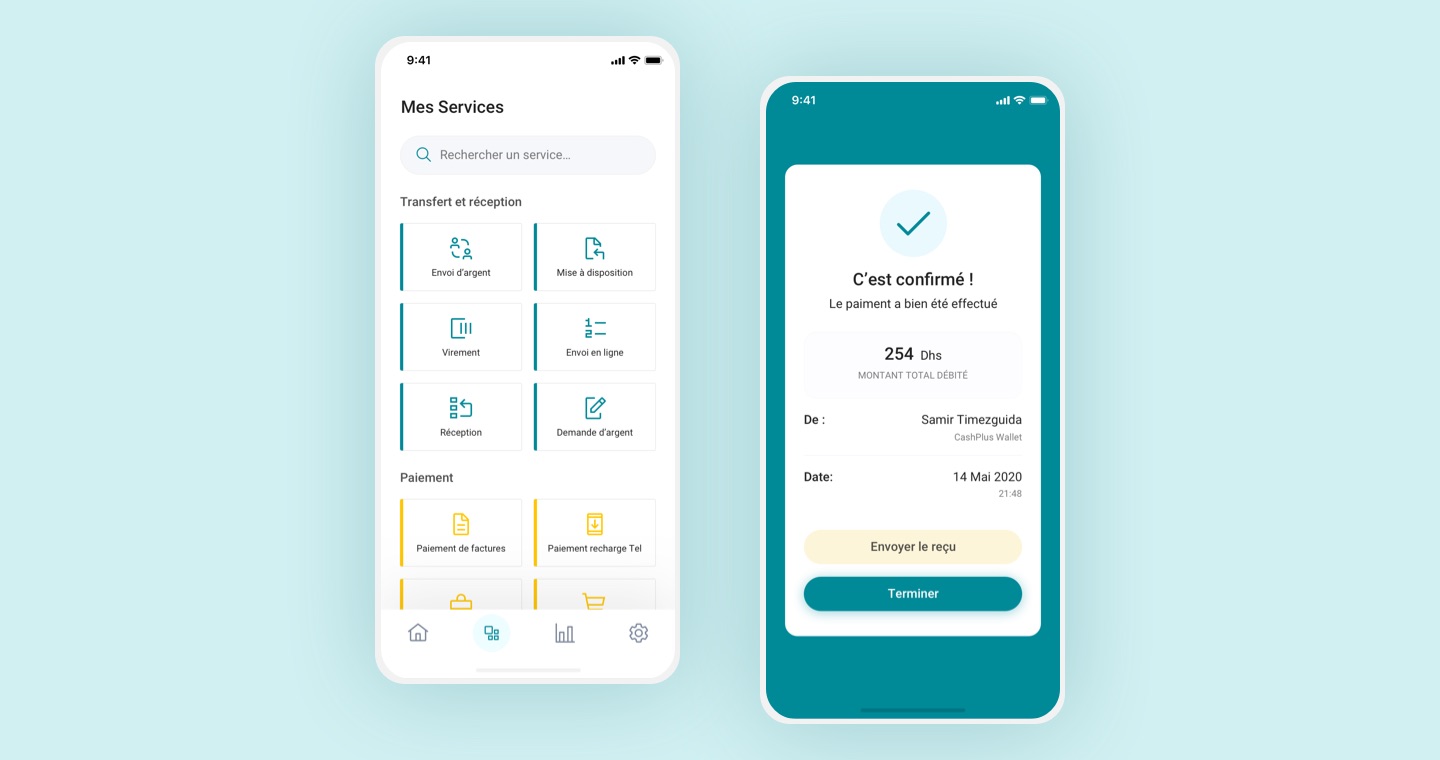 9:41
Mes Services
Rechercher un service...
Transfert et réception
Envoi d'argent
Mise à disposition
Virement
Envoi en ligne
Réception
Demande d'argent
Paiement
Paiement de factures
Paiement recharge Tel
9:41
C'est confirmé !
Le paiment a bien été effectué
254 Dhs
MONTANT TOTAL DÉBITÉ
De : Samir Timezguida
CashPlus Wallet
Date: 14 Mai 2020
21:48
Envoyer le reçu
Terminer